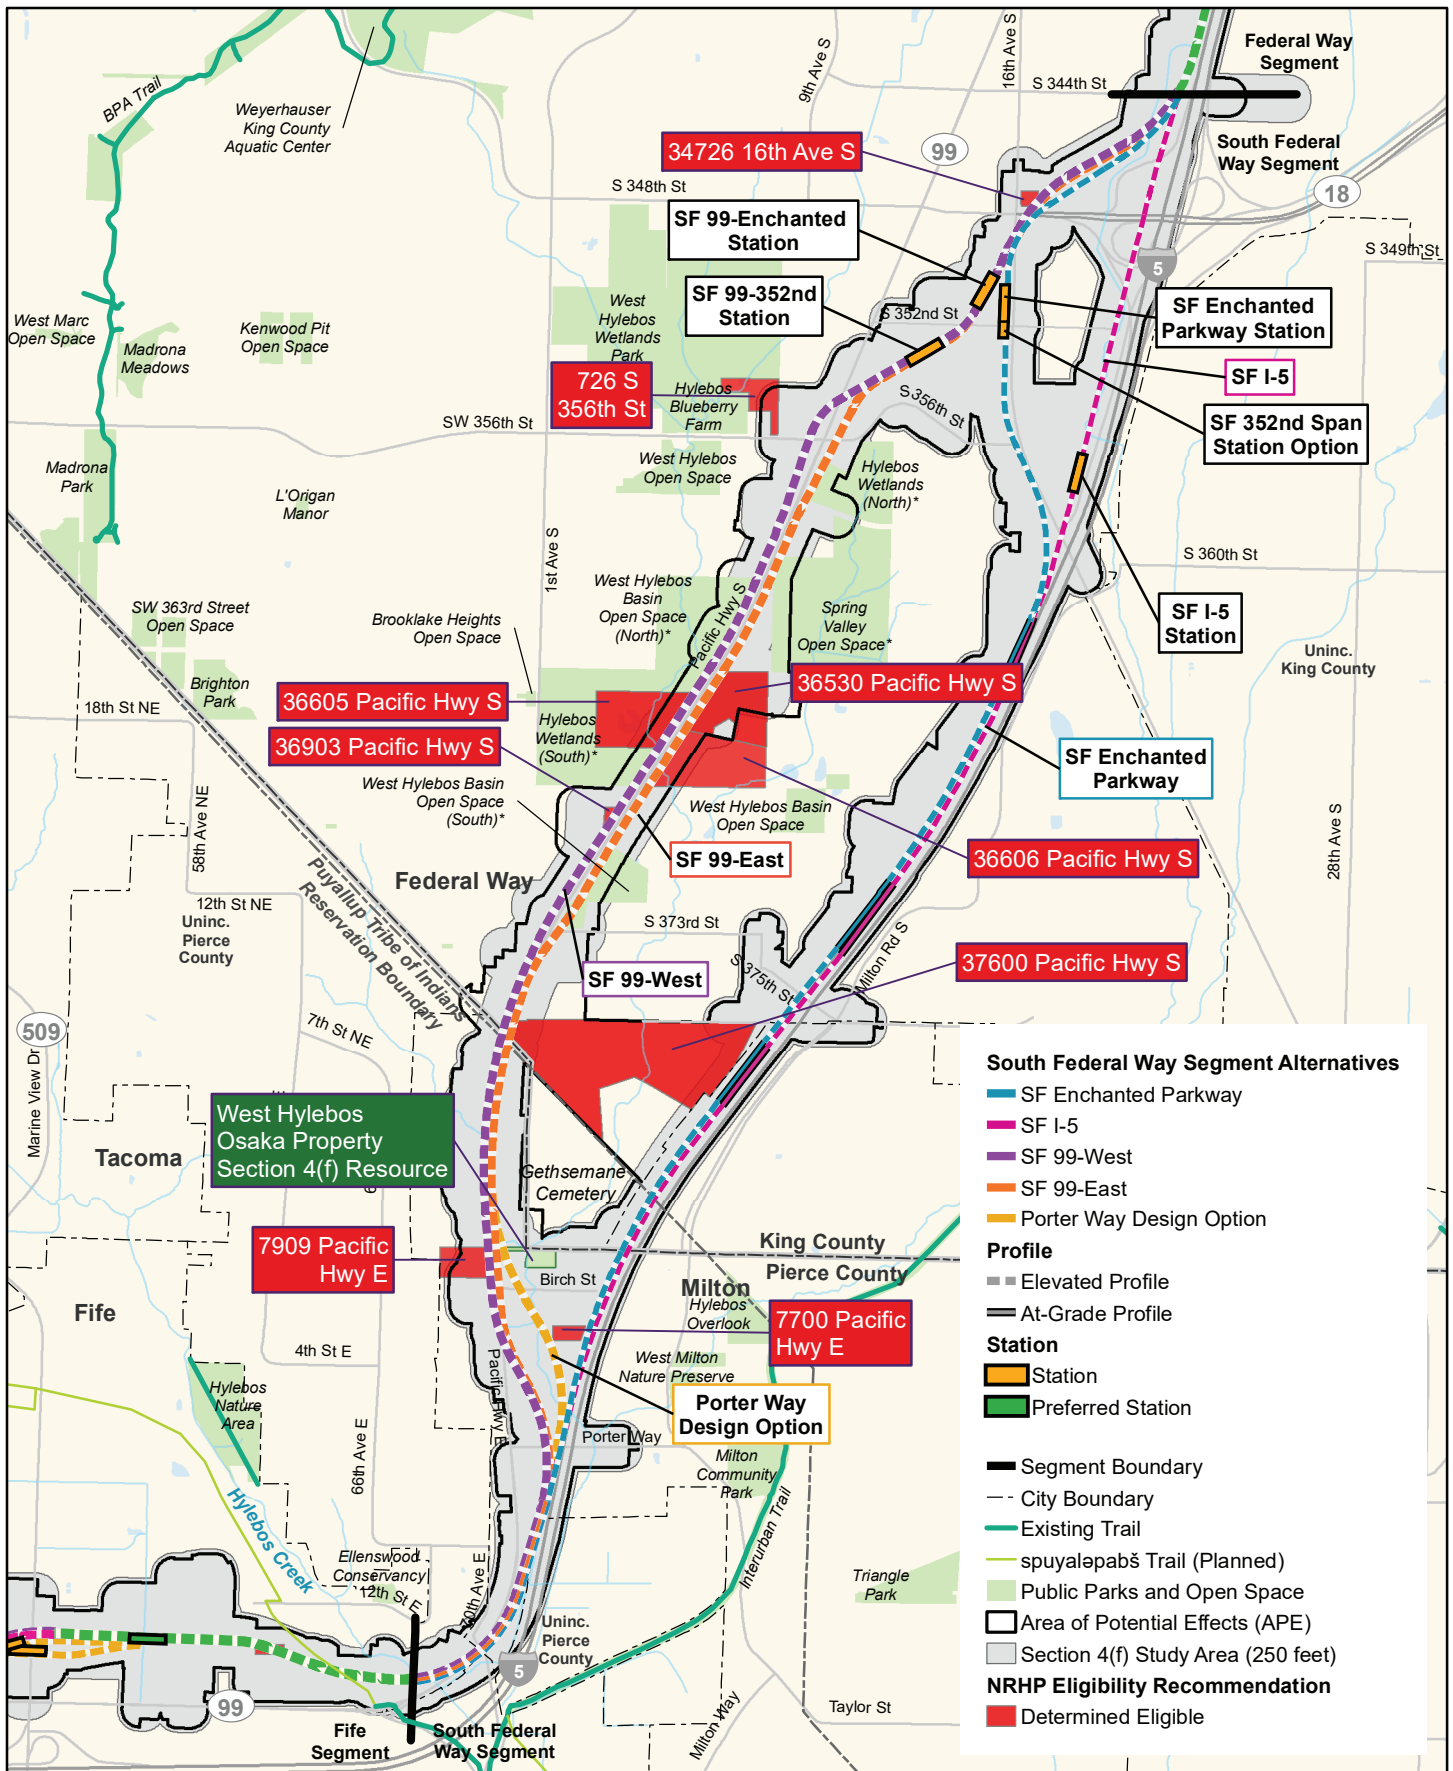 Federal Way
Segment
S 344th St
16th Ave S
9th Ave S
BPA Trail
Weyerhauser
King County
Aquatic Center
South Federal
Way Segment
34726 16th Ave S
99
18
S 348th St
SF 99-Enchanted
Station
S 349th St
5
SF 99-352nd
Station
S 352nd St
SF Enchanted
Parkway Station
West
Hylebos
Wetlands
Park
West Marc
Open Space
Kenwood Pit
Open Space
Madrona
Meadows
SF I-5
726 S
356th St
Hylebos
Blueberry
Farm
S 356th St
SF 352nd Span
Station Option
SW 356th St
West Hylebos
Open Space
Hylebos
Wetlands
(North)*
Madrona
Park
L'Origan
Manor
1st Ave S
S 360th St
West Hylebos
Basin
Open Space
(North)*
Pacific Hwy S
Spring
Valley
Open Space*
SF I-5
Station
SW 363rd Street
Open Space
Brooklake Heights
Open Space
Uninc.
King County
Brighton
Park
36605 Pacific Hwy S
36530 Pacific Hwy S
18th St NE
Hylebos
Wetlands
(South)*
36903 Pacific Hwy S
SF Enchanted
Parkway
West Hylebos Basin
Open Space
(South)*
West Hylebos Basin
Open Space
58th Ave NE
28th Ave S
SF 99-East
36606 Pacific Hwy S
Federal Way
Puyallup Tribe of Indians
Reservation Boundary
12th St NE
Uninc.
Pierce
County
S 373rd St
S 375th St
Milton Rd S
SF 99-West
37600 Pacific Hwy S
509
7th St NE
Marine View Dr
West Hylebos
Osaka Property
Section 4(f) Resource
Tacoma
Gethsemane
Cemetery
7909 Pacific
Hwy E
King County
Pierce County
Birch St
Milton
Hylebos
Overlook
Fife
7700 Pacific
Hwy E
4th St E
Pacific Hwy E
West Milton
Nature Preserve
Hylebos
Nature
Area
Porter Way
Design Option
Porter Way
66th Ave E
Milton
Community
Park
Hylebos Creek
Interurban Trail
Ellenswood
Conservancy
12th St E
70th Ave E
Triangle
Park
Uninc.
Pierce
County
5
99
Fife
Segment
South Federal
Way Segment
Milton Way
Taylor St
South Federal Way Segment Alternatives
SF Enchanted Parkway
SF I-5
SF 99-West
SF 99-East
Porter Way Design Option
Profile
Elevated Profile
At-Grade Profile
Station
Station
Preferred Station
Segment Boundary
City Boundary
Existing Trail
spuyaləpabš Trail (Planned)
Public Parks and Open Space
Area of Potential Effects (APE)
Section 4(f) Study Area (250 feet)
NRHP Eligibility Recommendation
Determined Eligible